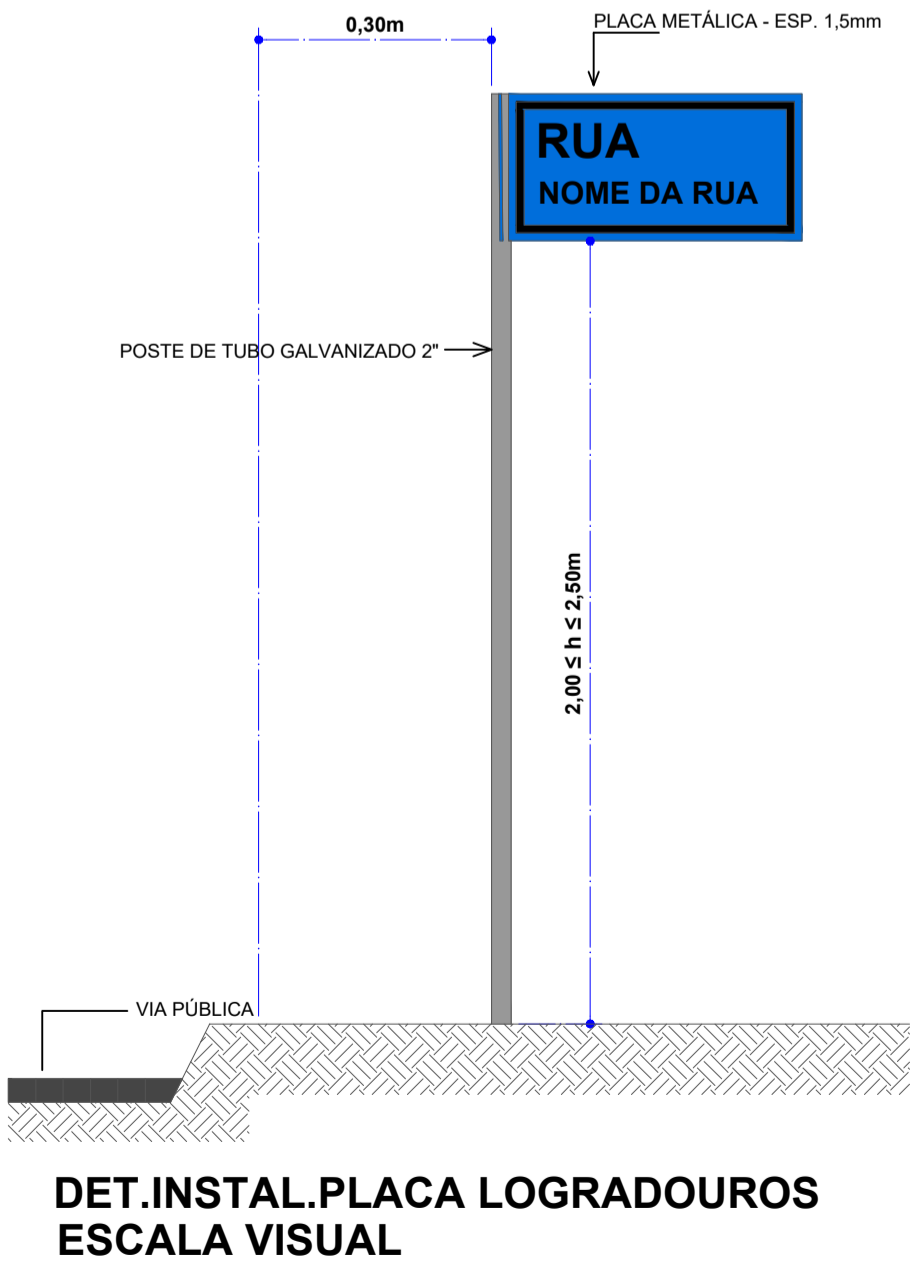 0,30m
PLACA METÁLICA - ESP. 1,5mm
RUA
NOME DA RUA
POSTE DE TUBO GALVANIZADO 2"
2,00 ≤ h ≤ 2,50m
VIA PÚBLICA
DET.INSTAL.PLACA LOGRADOUROS
ESCALA VISUAL